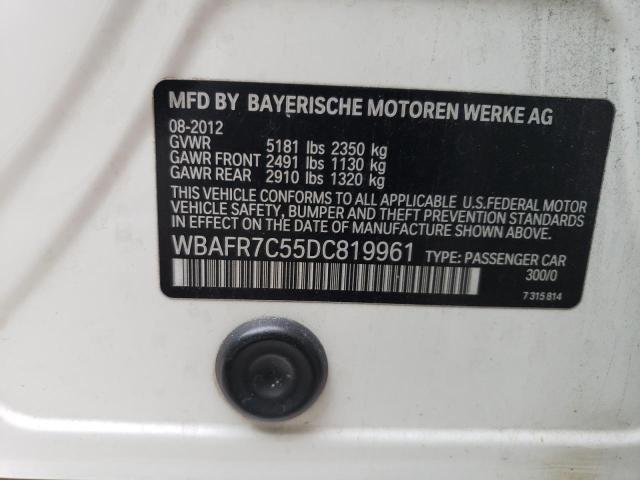 MFD BY BAYERISCHE MOTOREN WERKE AG
08-2012
GVWR 5181 lbs 2350 kg
GAWR FRONT 2491 lbs 1130 kg
GAWR REAR 2910 lbs 1320 kg
THIS VEHICLE CONFORMS TO ALL APPLICABLE U.S.FEDERAL MOTOR
VEHICLE SAFETY, BUMPER AND THEFT PREVENTION STANDARDS
IN EFFECT ON THE DATE OF MANUFACTURE SHOWN ABOVE.
WBAFR7C55DC819961 TYPE: PASSENGER CAR
300/0
7 315 814